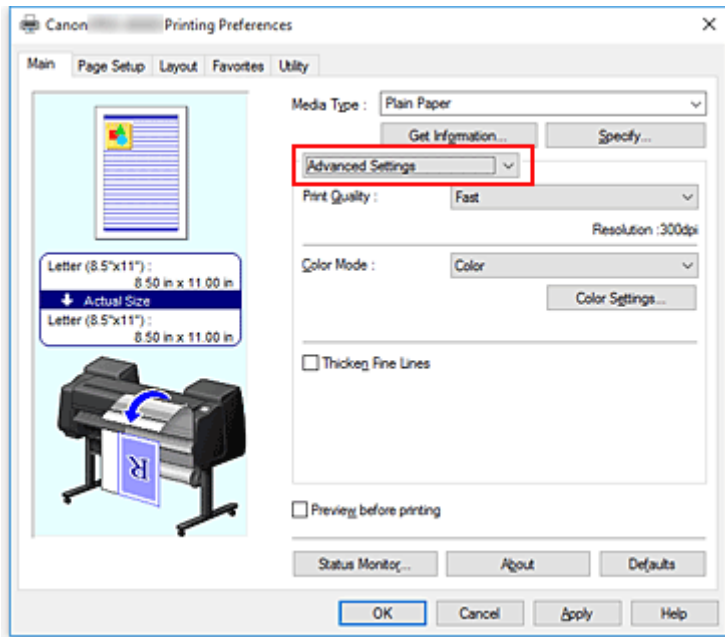 Canon Printing Preferences
Main Page Setup Layout Favorites Utility
Media Type : Plain Paper
Get Information... Specify...
Advanced Settings
Print Quality : Fast
Resolution :300dpi
Letter (8.5"x11") :
8.50 in x 11.00 in
Actual Size
Letter (8.5"x11") :
8.50 in x 11.00 in
Color Mode : Color
Color Settings...
Thicken Fine Lines
R
Preview before printing
Status Monitor... About Defaults
OK Cancel Apply Help